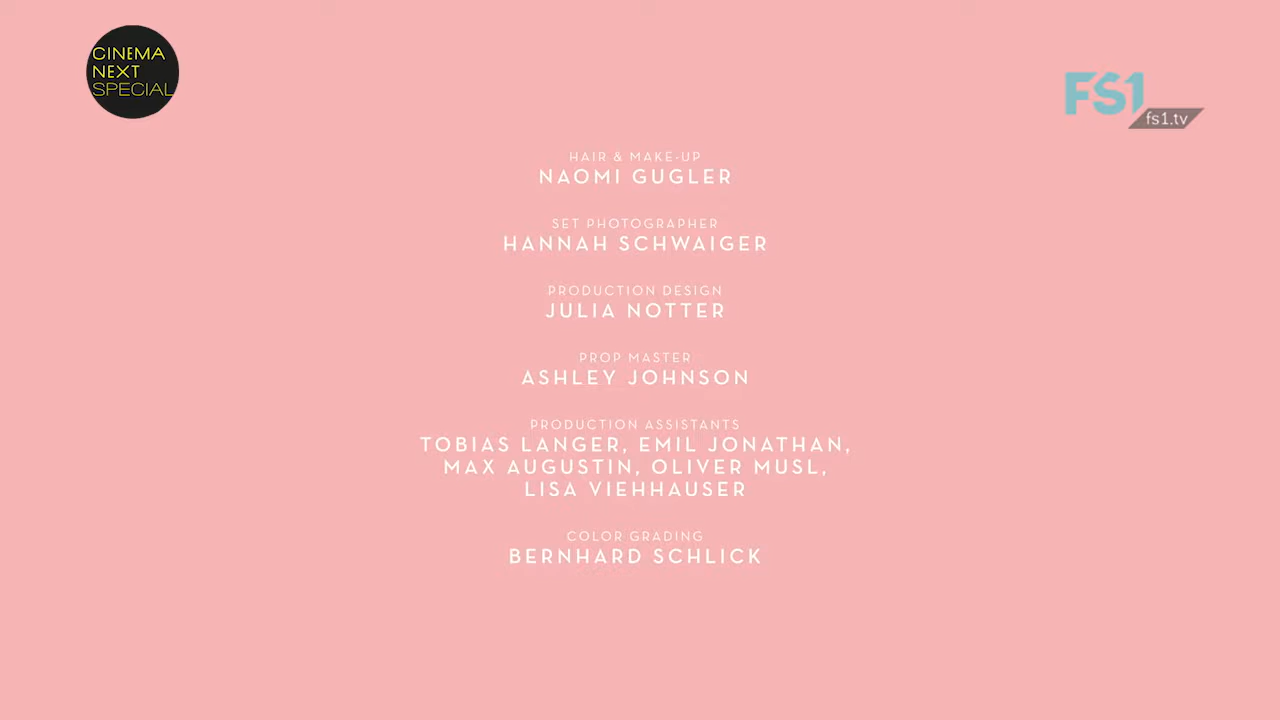 CINEMA
NEXT
SPECIAL
FS1
fs1.tv
HAIR & MAKE-UP
NAOMI GUGLER
SET PHOTOGRAPHER
HANNAH SCHWAIGER
PRODUCTION DESIGN
JULIA NOTTER
PROP MASTER
ASHLEY JOHNSON
PRODUCTION ASSISTANTS
TOBIAS LANGER, EMIL JONATHAN,
MAX AUGUSTIN, OLIVER MUSL,
LISA VIEHHAUSER
COLOR GRADING
BERNHARD SCHLICK